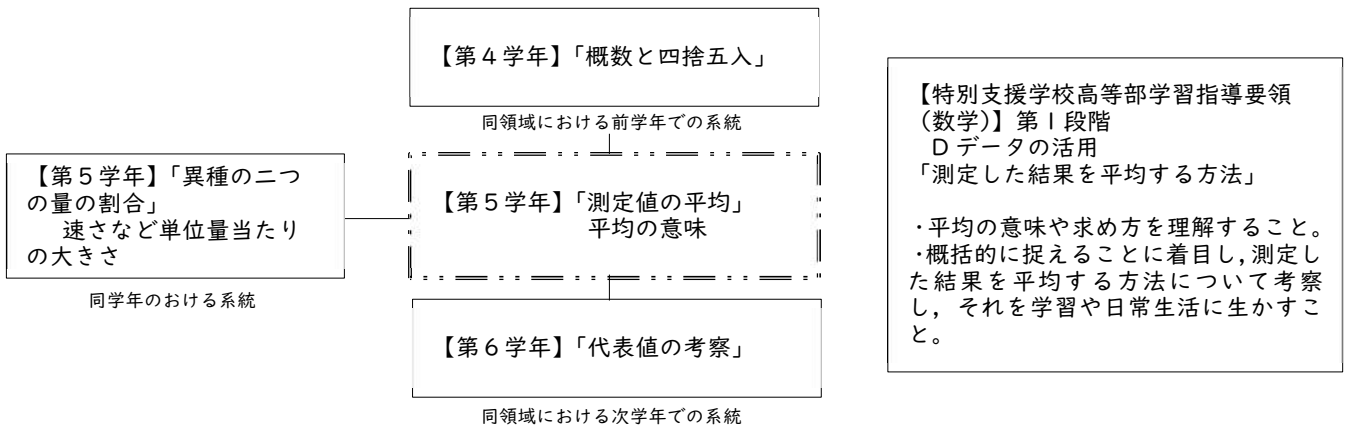 【第４学年】「概数と四捨五入」
同領域における前学年での系統
【第５学年】「異種の二つ
の量の割合」
速さなど単位量当たり
の大きさ
同学年のおける系統
【第５学年】「測定値の平均」
平均の意味
【第６学年】「代表値の考察」
同領域における次学年での系統
【特別支援学校高等部学習指導要領
（数学）】第１段階
Ｄデータの活用
「測定した結果を平均する方法」
・平均の意味や求め方を理解すること。
・概括的に捉えることに着目し，測定し
た結果を平均する方法について考察
し，それを学習や日常生活に生かすこ
と。